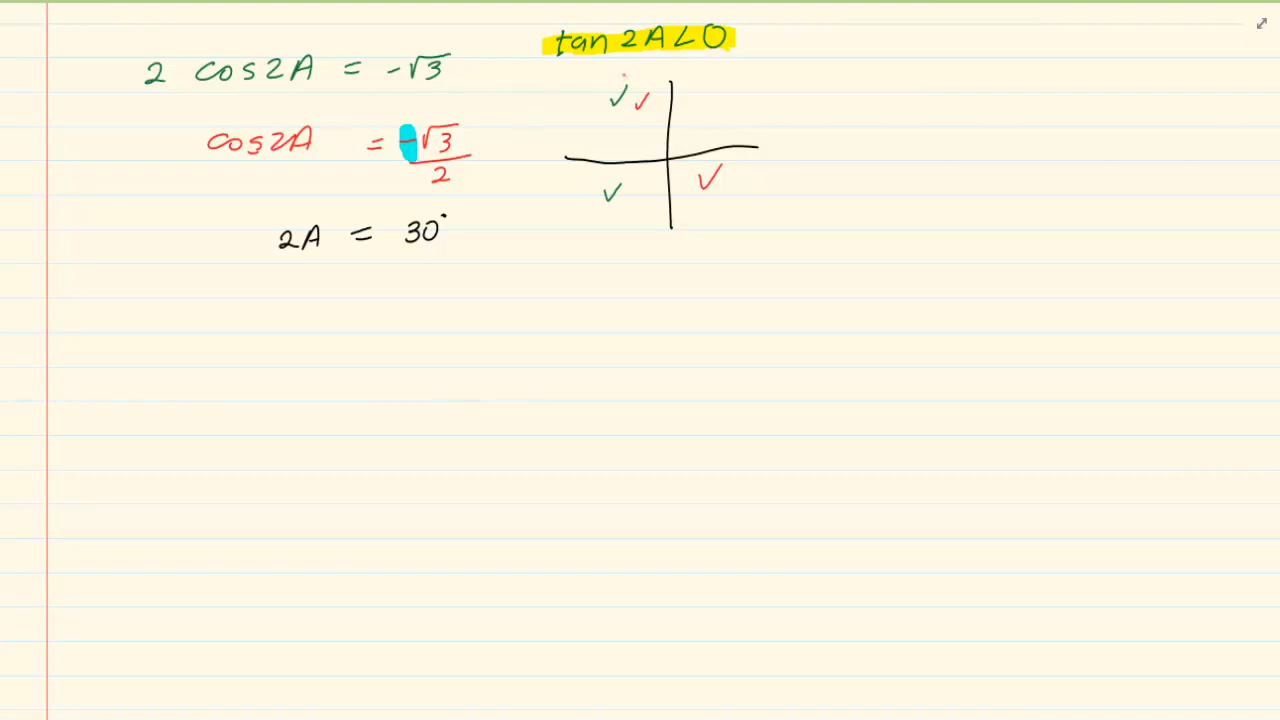 tan 2A < 0
2 cos 2A = -√3
cos 2A = -√3/2
2A = 30°